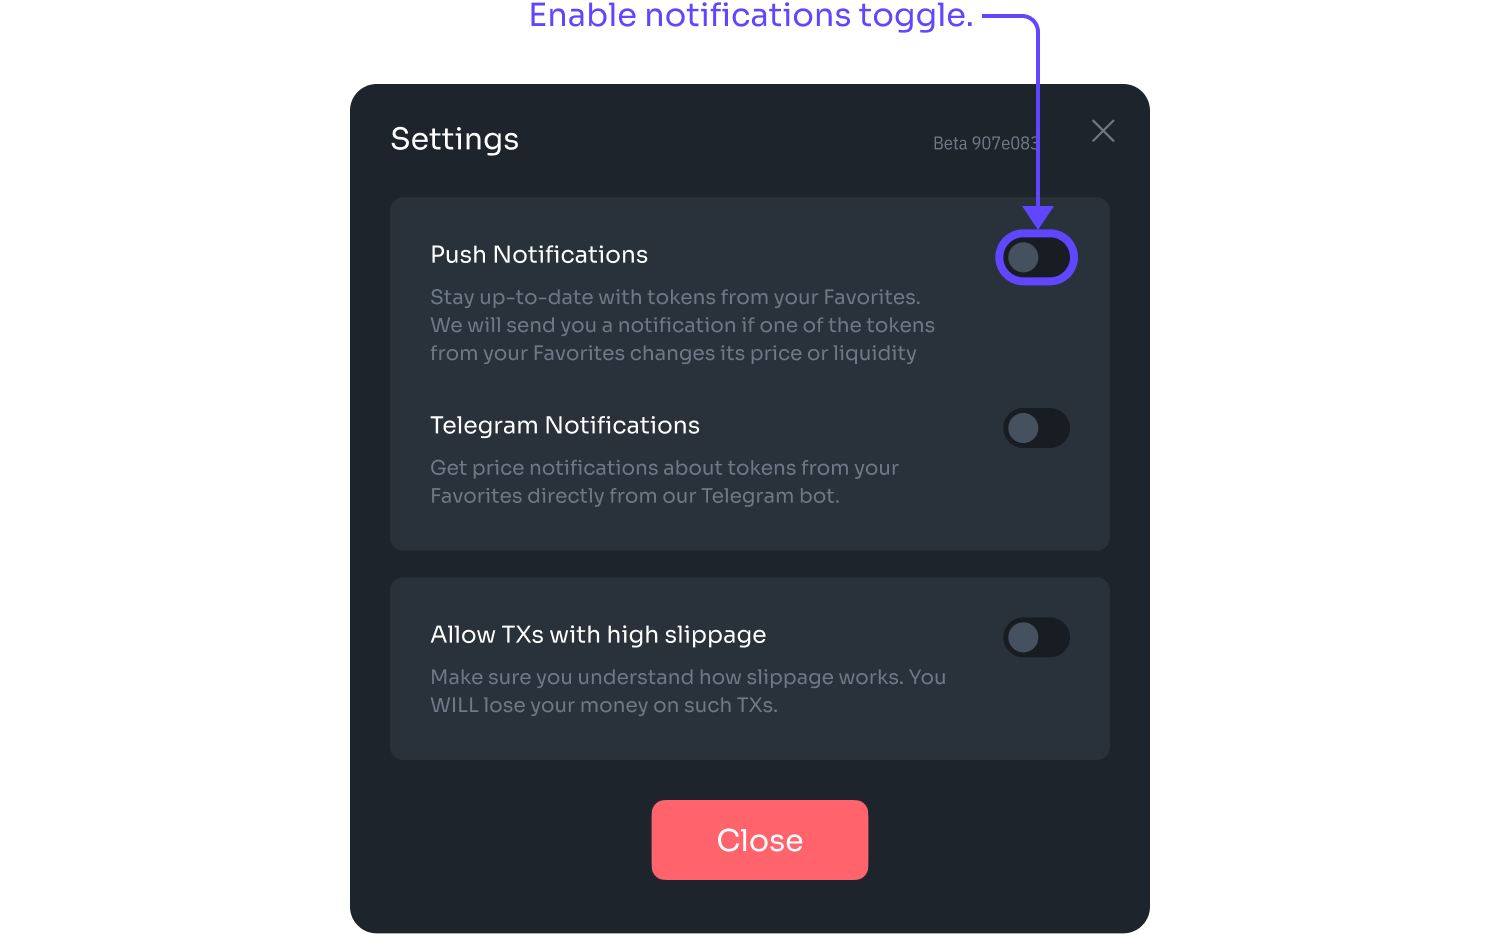 Enable notifications toggle.
Settings
Beta 907e083
Push Notifications
Stay up-to-date with tokens from your Favorites.
We will send you a notification if one of the tokens
from your Favorites changes its price or liquidity
Telegram Notifications
Get price notifications about tokens from your
Favorites directly from our Telegram bot.
Allow TXs with high slippage
Make sure you understand how slippage works. You
WILL lose your money on such TXs.
Close